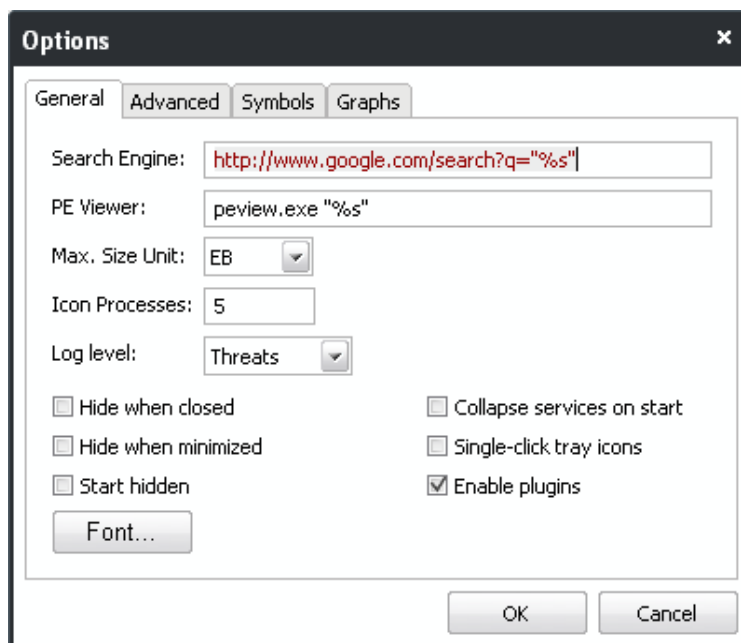 Options
General Advanced Symbols Graphs
Search Engine: http://www.google.com/search?q="%s"
PE Viewer: peview.exe "%s"
Max. Size Unit: EB
Icon Processes: 5
Log level: Threats
Hide when closed Collapse services on start
Hide when minimized Single-click tray icons
Start hidden Enable plugins
Font...
OK Cancel